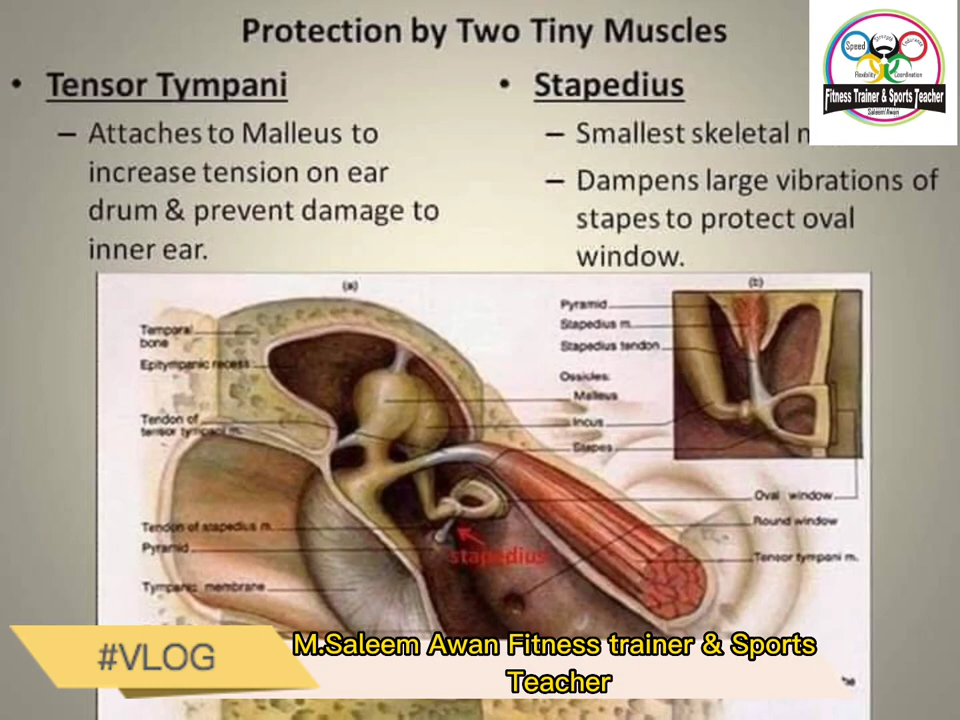 Protection by Two Tiny Muscles
• Tensor Tympani
– Attaches to Malleus to
increase tension on ear
drum & prevent damage to
inner ear.
• Stapedius
– Smallest skeletal
– Dampens large vibrations of
stapes to protect oval
window.
Speed
Strength
Endurance
Flexibility
Coordination
Fitness Trainer & Sports Teacher
Saleem Awan
(a)
Temporal
bone
Epitympanic recess
Tendon of
tensor tympani m.
Tendon of stapedius m.
Pyramid
Tympanic membrane
(b)
Pyramid
Stapedius m.
Stapedius tendon
Ossicles:
Malleus
Incus
Stapes
Oval window
Round window
Tensor tympani m.
stapedius
#VLOG
M.Saleem Awan Fitness trainer & Sports
Teacher